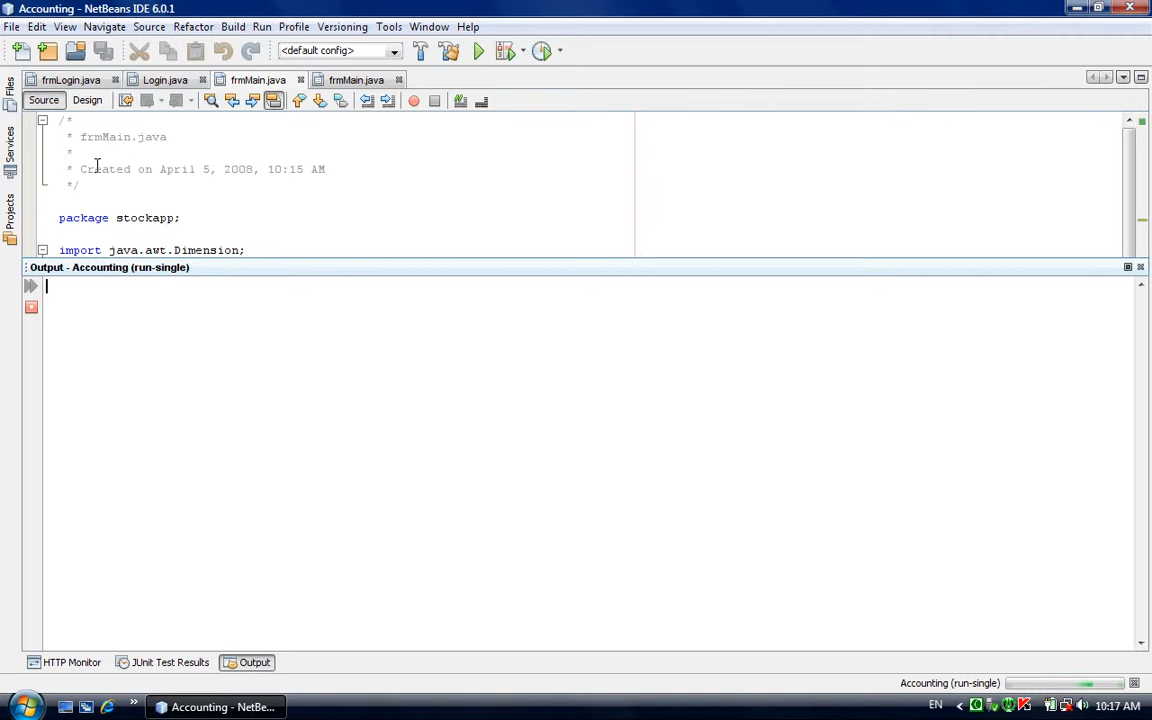 Accounting - NetBeans IDE 6.0.1
File Edit View Navigate Source Refactor Build Run Profile Versioning Tools Window Help
<default config>
frmLogin.java Login.java frmMain.java frmMain.java
Source Design
Files
Services
Projects
/*
* frmMain.java
*
* Created on April 5, 2008, 10:15 AM
*/
package stockapp;
import java.awt.Dimension;
Output - Accounting (run-single)
HTTP Monitor JUnit Test Results Output
Accounting (run-single)
Accounting - NetBe... EN 10:17 AM